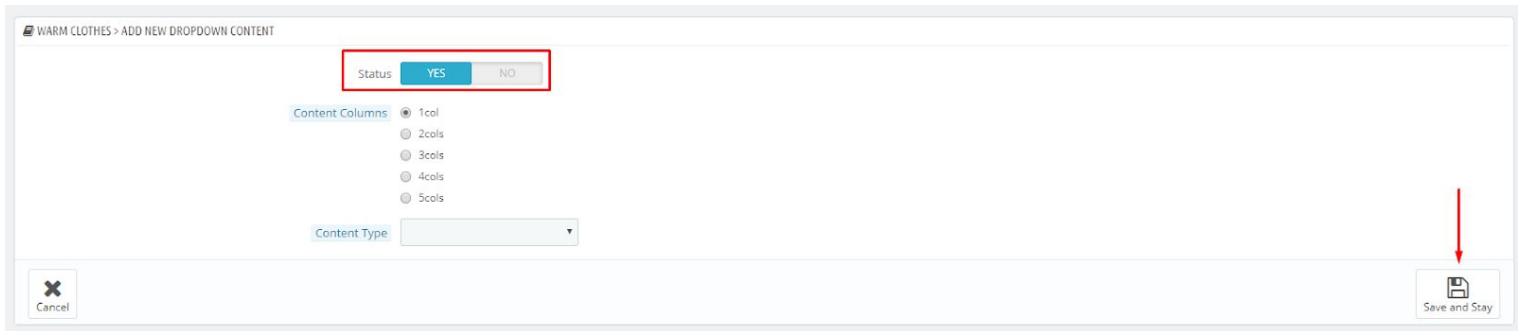 WARM CLOTHES > ADD NEW DROPDOWN CONTENT
Status YES NO
Content Columns 1col
2cols
3cols
4cols
5cols
Content Type
Cancel Save and Stay